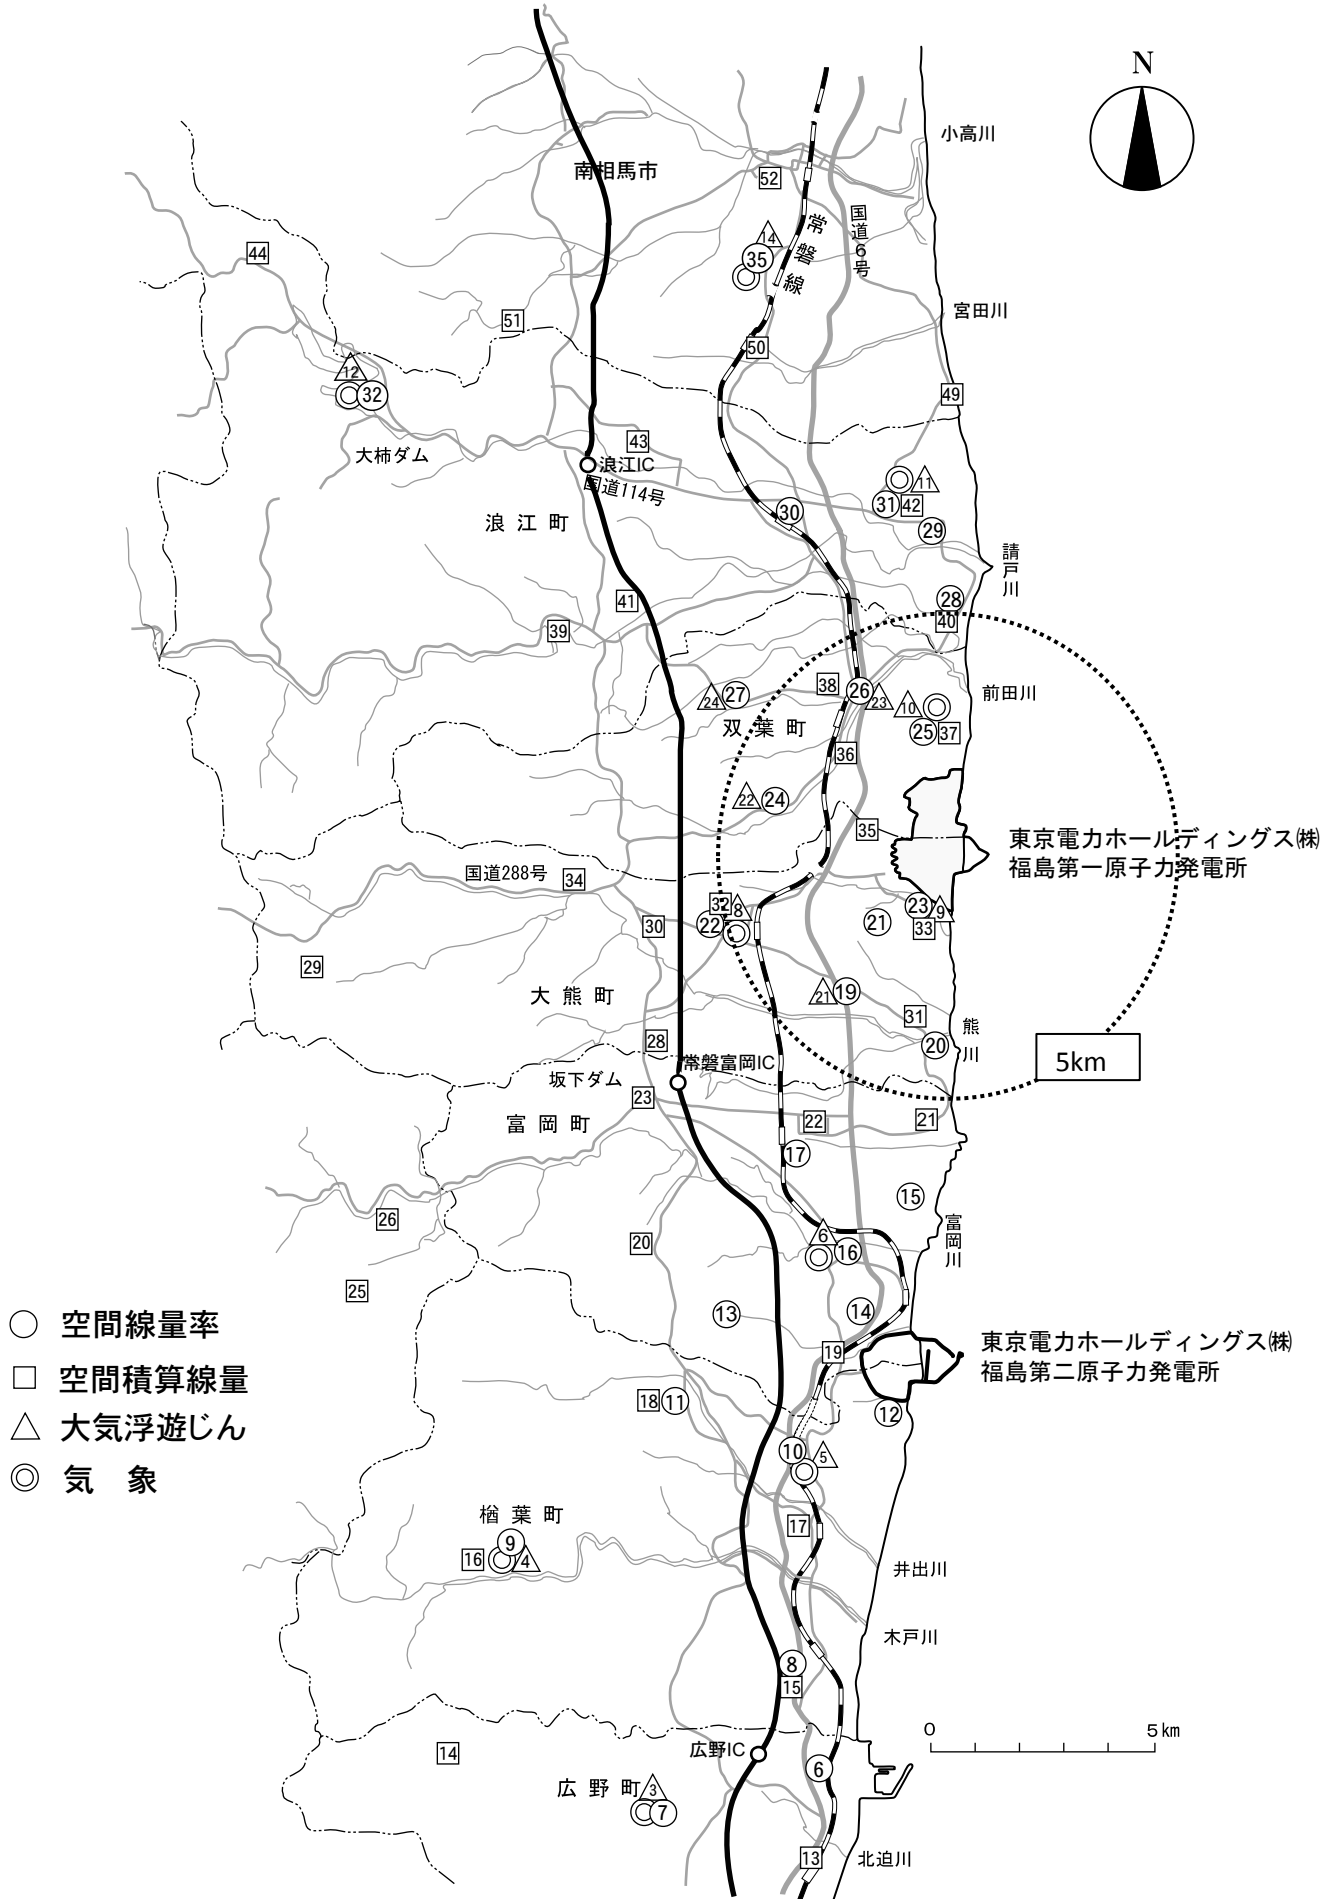 N
小高川
南相馬市
52
国道6号
常磐線
14
35
44
宮田川
51
50
12
32
49
43
大柿ダム
浪江IC
国道114号
11
31
42
30
浪江町
29
請戸川
28
41
40
39
38
26
23
10
前田川
24
27
25
37
双葉町
36
22
24
35
東京電力ホールディングス㈱
福島第一原子力発電所
国道288号
34
32
8
23
9
22
21
33
30
29
21
19
大熊町
31
熊川
20
28
5km
常磐富岡IC
坂下ダム
23
富岡町
22
21
17
15
26
富岡川
20
6
16
25
13
14
○ 空間線量率
東京電力ホールディングス㈱
福島第二原子力発電所
19
□ 空間積算線量
18
11
12
△ 大気浮遊じん
10
5
◎ 気 象
楢葉町
17
9
16
4
井出川
木戸川
8
15
0
5km
広野IC
14
6
広野町
3
7
13
北迫川